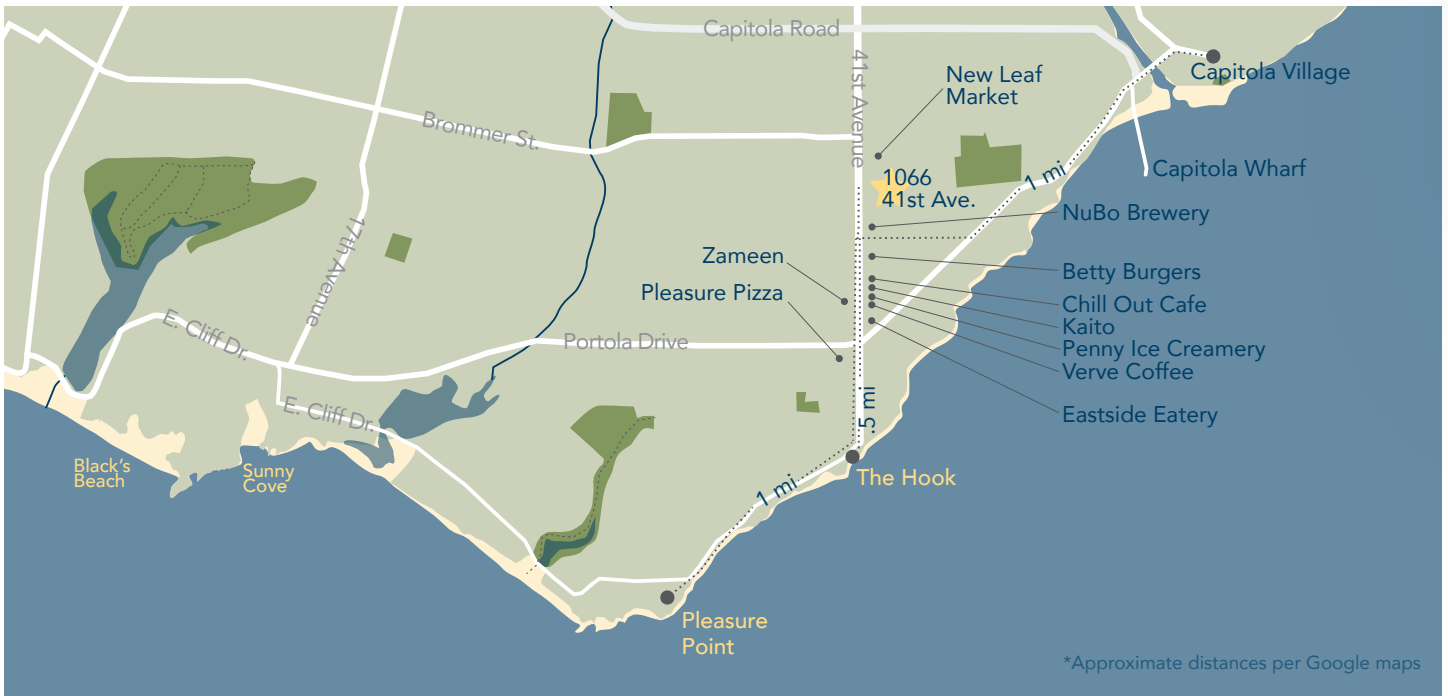 Capitola Road
41st Avenue
New Leaf
Market
Capitola Village
Brommer St.
1066
41st Ave.
1 mi
Capitola Wharf
NuBo Brewery
17th Avenue
Zameen
Betty Burgers
Pleasure Pizza
Chill Out Cafe
Kaito
E. Cliff Dr.
Portola Drive
Penny Ice Creamery
Verve Coffee
E. Cliff Dr.
.5 mi
Eastside Eatery
Black's
Beach
Sunny
Cove
The Hook
1 mi
Pleasure
Point
*Approximate distances per Google maps